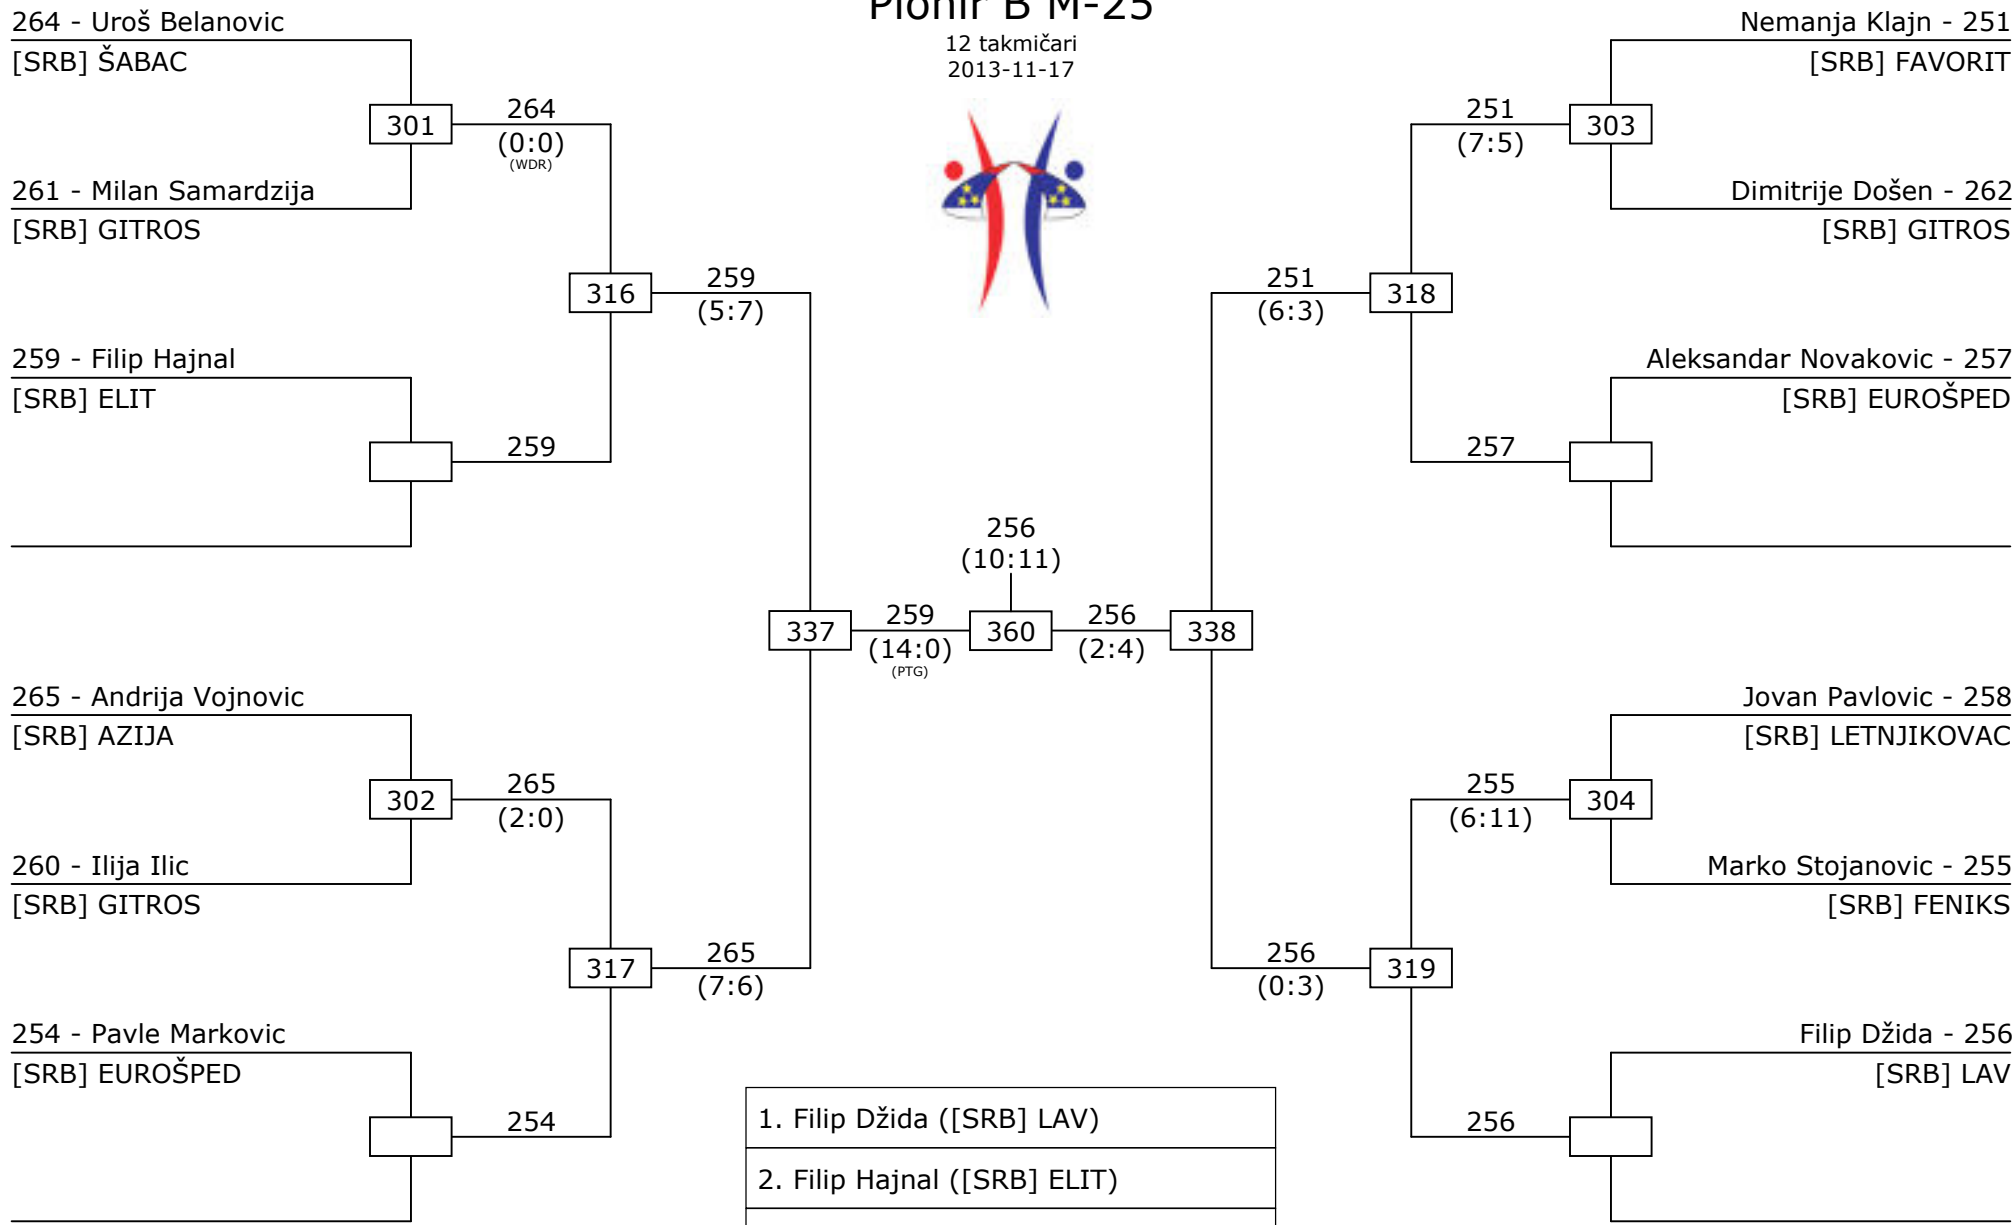 Pionir B M-25
12 takmičari
2013-11-17
264 - Uroš Belanovic
[SRB] ŠABAC
301
264
(0:0)
(WDR)
261 - Milan Samardzija
[SRB] GITROS
316
259
(5:7)
259 - Filip Hajnal
[SRB] ELIT
259
265 - Andrija Vojnovic
[SRB] AZIJA
302
265
(2:0)
260 - Ilija Ilic
[SRB] GITROS
317
265
(7:6)
254 - Pavle Markovic
[SRB] EUROŠPED
254
337
259
(14:0)
(PTG)
256
(10:11)
360
256
(2:4)
338
Nemanja Klajn - 251
[SRB] FAVORIT
251
(7:5)
303
Dimitrije Došen - 262
[SRB] GITROS
251
(6:3)
318
Aleksandar Novakovic - 257
[SRB] EUROŠPED
257
Jovan Pavlovic - 258
[SRB] LETNJIKOVAC
255
(6:11)
304
Marko Stojanovic - 255
[SRB] FENIKS
256
(0:3)
319
Filip Džida - 256
[SRB] LAV
256
1. Filip Džida ([SRB] LAV)
2. Filip Hajnal ([SRB] ELIT)